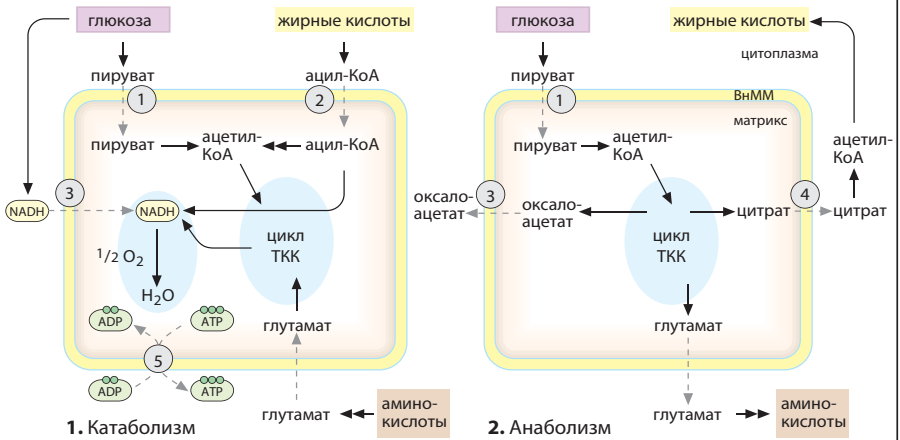 глюкоза
жирные кислоты
пируват
ацил-КоА
1
2
пируват
ацетил-
КоА
ацил-КоА
3
NADH
NADH
цикл
ТКК
1/2 O2
H2O
глутамат
ADP
ATP
5
ADP
ATP
глутамат
амино-
кислоты
1. Катаболизм
глюкоза
жирные кислоты
цитоплазма
пируват
ВнММ
1
матрикс
пируват
ацетил-
КоА
ацетил-
КоА
3
4
оксало-
ацетат
оксало-
ацетат
цитрат
цитрат
цикл
ТКК
глутамат
глутамат
амино-
кислоты
2. Анаболизм